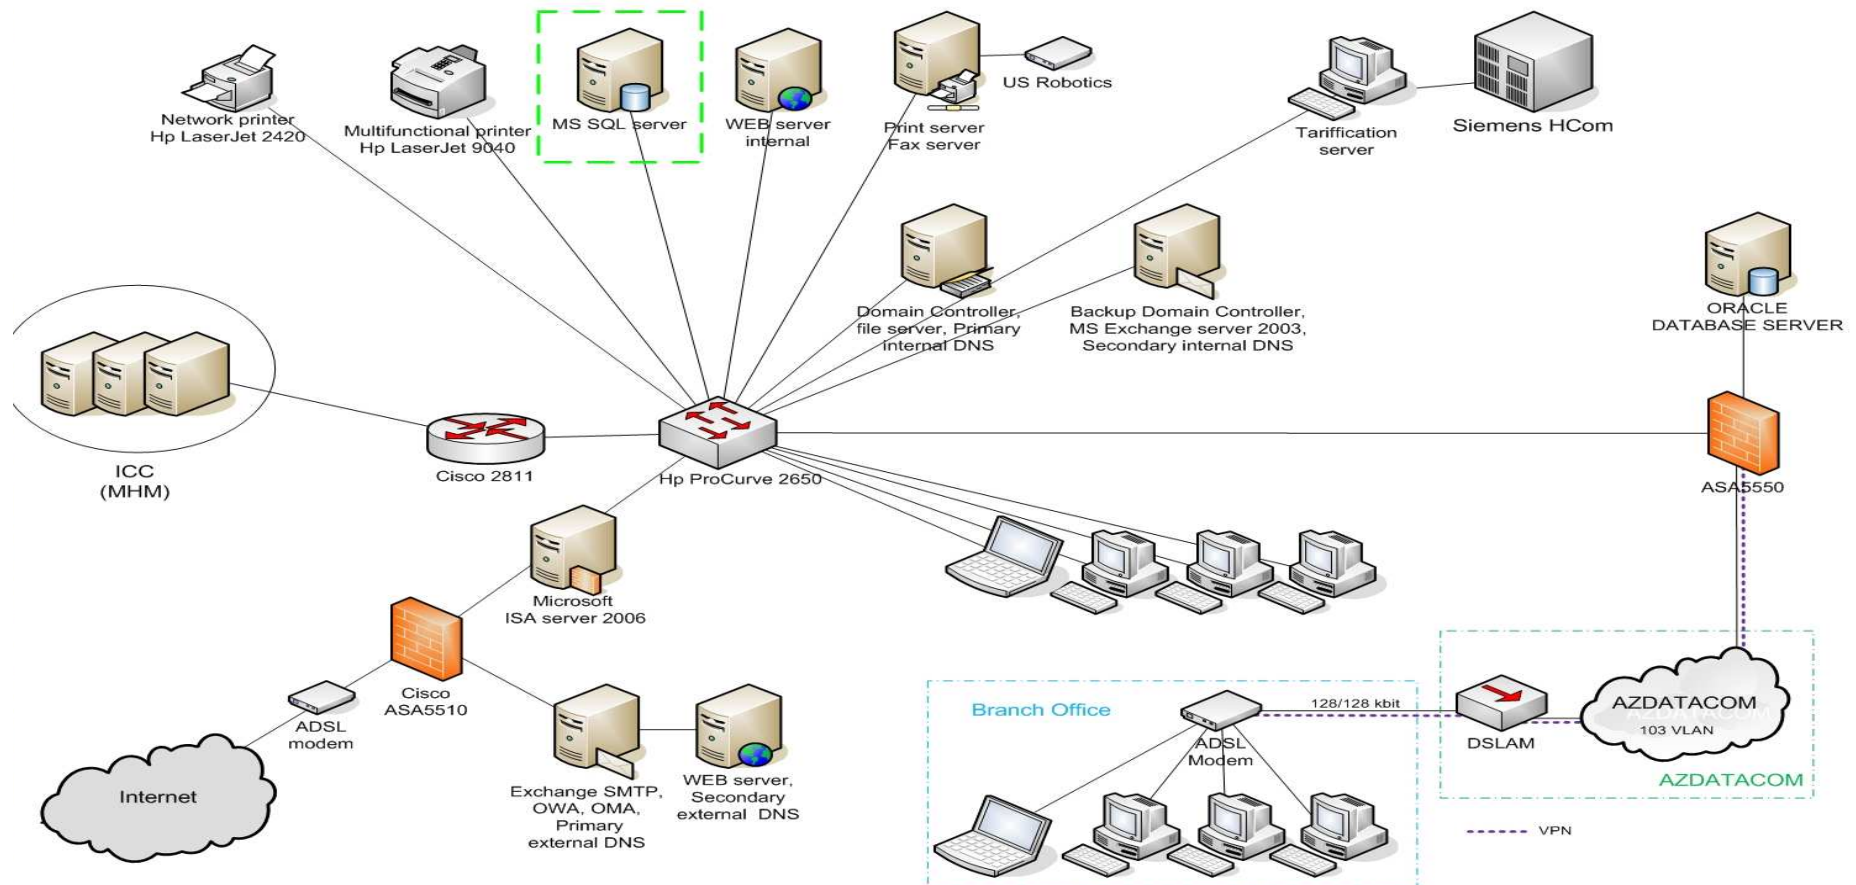 Network printer
Hp LaserJet 2420
Multifunctional printer
Hp LaserJet 9040
MS SQL server
WEB server
internal
Print server
Fax server
US Robotics
Tariffication
server
Siemens HCom
Domain Controller,
file server, Primary
internal DNS
Backup Domain Controller,
MS Exchange server 2003,
Secondary internal DNS
ORACLE
DATABASE SERVER
ICC
(MHM)
Cisco 2811
Hp ProCurve 2650
ASA5550
Microsoft
ISA server 2006
Cisco
ASA5510
ADSL
modem
Internet
Exchange SMTP,
OWA, OMA,
Primary
external DNS
WEB server,
Secondary
external DNS
Branch Office
ADSL
Modem
128/128 kbit
DSLAM
AZDATACOM
AZDATACOM
103 VLAN
AZDATACOM
VPN